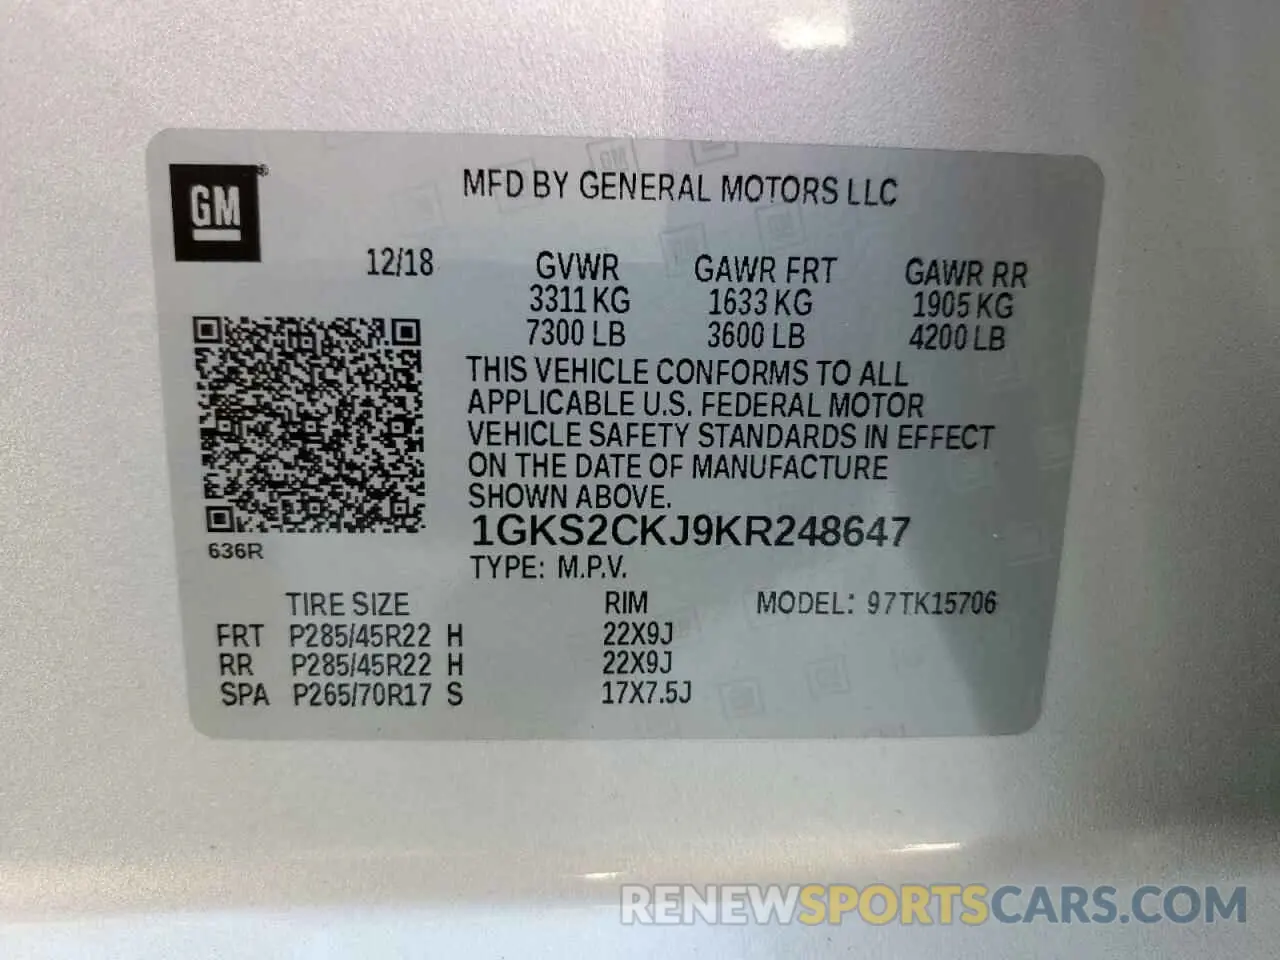 GM®
MFD BY GENERAL MOTORS LLC
12/18 GVWR GAWR FRT GAWR RR
3311 KG 1633 KG 1905 KG
7300 LB 3600 LB 4200 LB
THIS VEHICLE CONFORMS TO ALL
APPLICABLE U.S. FEDERAL MOTOR
VEHICLE SAFETY STANDARDS IN EFFECT
ON THE DATE OF MANUFACTURE
SHOWN ABOVE.
1GKS2CKJ9KR248647
636R
TYPE: M.P.V.
TIRE SIZE RIM MODEL: 97TK15706
FRT P285/45R22 H 22X9J
RR P285/45R22 H 22X9J
SPA P265/70R17 S 17X7.5J
RENEWSPORTSCARS.COM